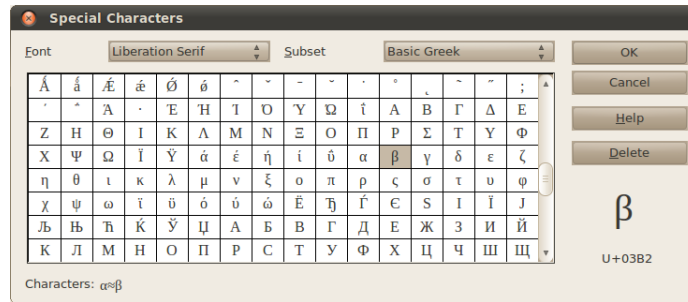 Special Characters
Font Liberation Serif Subset Basic Greek
OK
Cancel
Help
Delete
Ǻ ǻ Ǽ ǽ Ǿ ǿ ˆ ˇ ˉ ˘ ˙ ˚ ˛ ˜ ˝ ;
΄ ΅ Ά · Έ Ή Ί Ό Ύ Ώ ΐ Α Β Γ Δ Ε
Ζ Η Θ Ι Κ Λ Μ Ν Ξ Ο Π Ρ Σ Τ Υ Φ
Χ Ψ Ω Ϊ Ϋ ά έ ή ί ΰ α β γ δ ε ζ
η θ ι κ λ μ ν ξ ο π ρ ς σ τ υ φ
χ ψ ω ϊ ϋ ό ύ ώ Ё Ђ Ѓ Є Ѕ І Ї Ј
Љ Њ Ћ Ќ Ў Џ А Б В Г Д Е Ж З И Й
К Л М Н О П Р С Т У Ф Х Ц Ч Ш Щ
β
U+03B2
Characters: α≈β